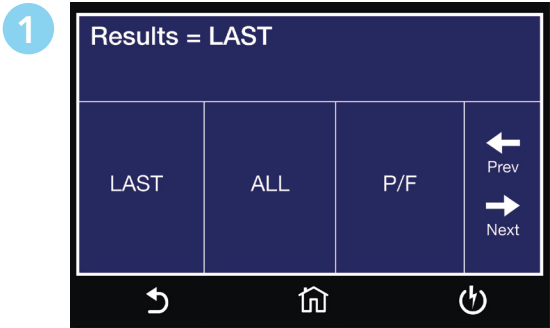 1
Results = LAST
LAST
ALL
P/F
Prev
Next